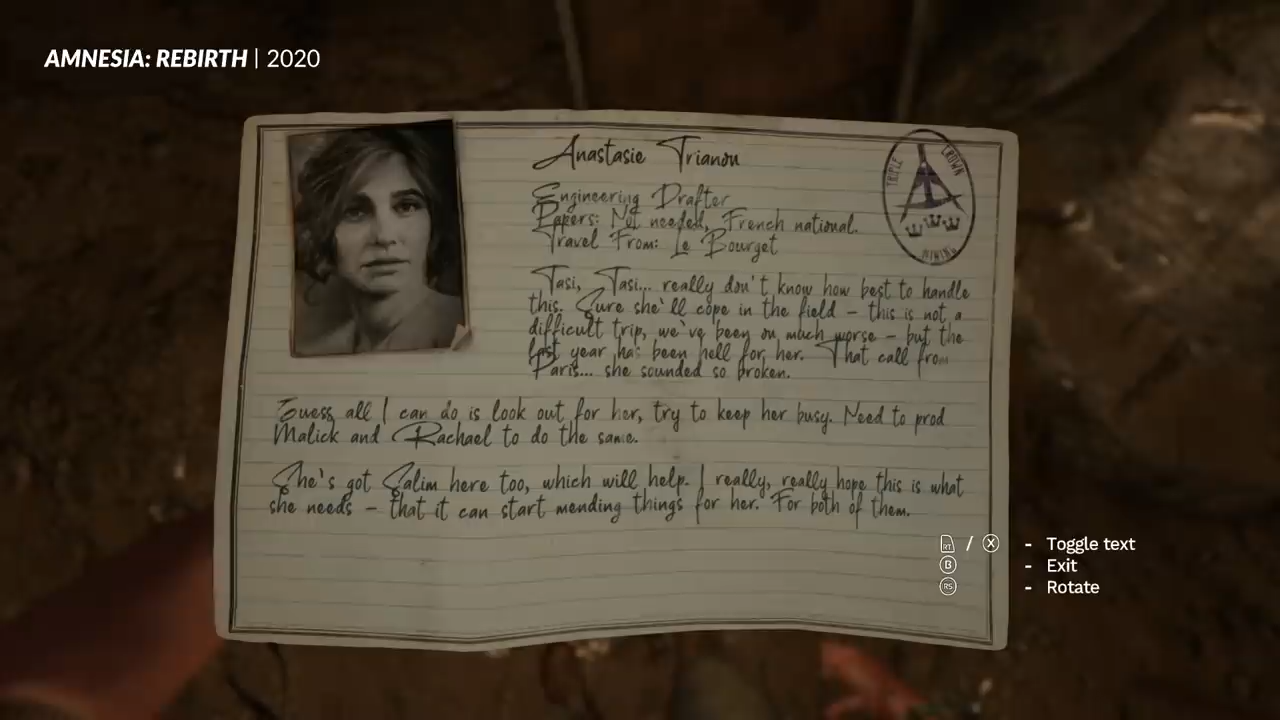 AMNESIA: REBIRTH | 2020
Anastasie Trianon
TRIPLE CROWN
MINING
Engineering Drafter
Papers: Not needed, French national.
Travel From: Le Bourget
Tasi, Tasi... really don't know how best to handle
this. Sure she'll cope in the field – this is not a
difficult trip, we've been on much worse – but the
last year has been hell for her. That call from
Paris... she sounded so broken.
Guess all I can do is look out for her, try to keep her busy. Need to prod
Malick and Rachael to do the same.
She's got Salim here too, which will help. I really, really hope this is what
she needs – that it can start mending things for her. For both of them.
RT / X - Toggle text
B - Exit
RS - Rotate